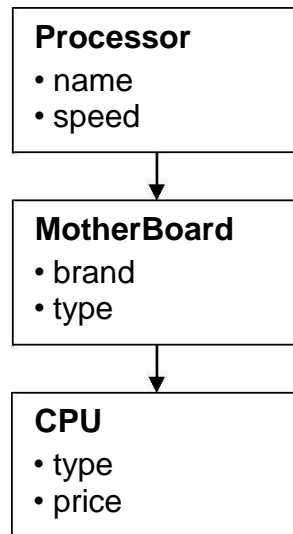 Processor
• name
• speed
MotherBoard
• brand
• type
CPU
• type
• price